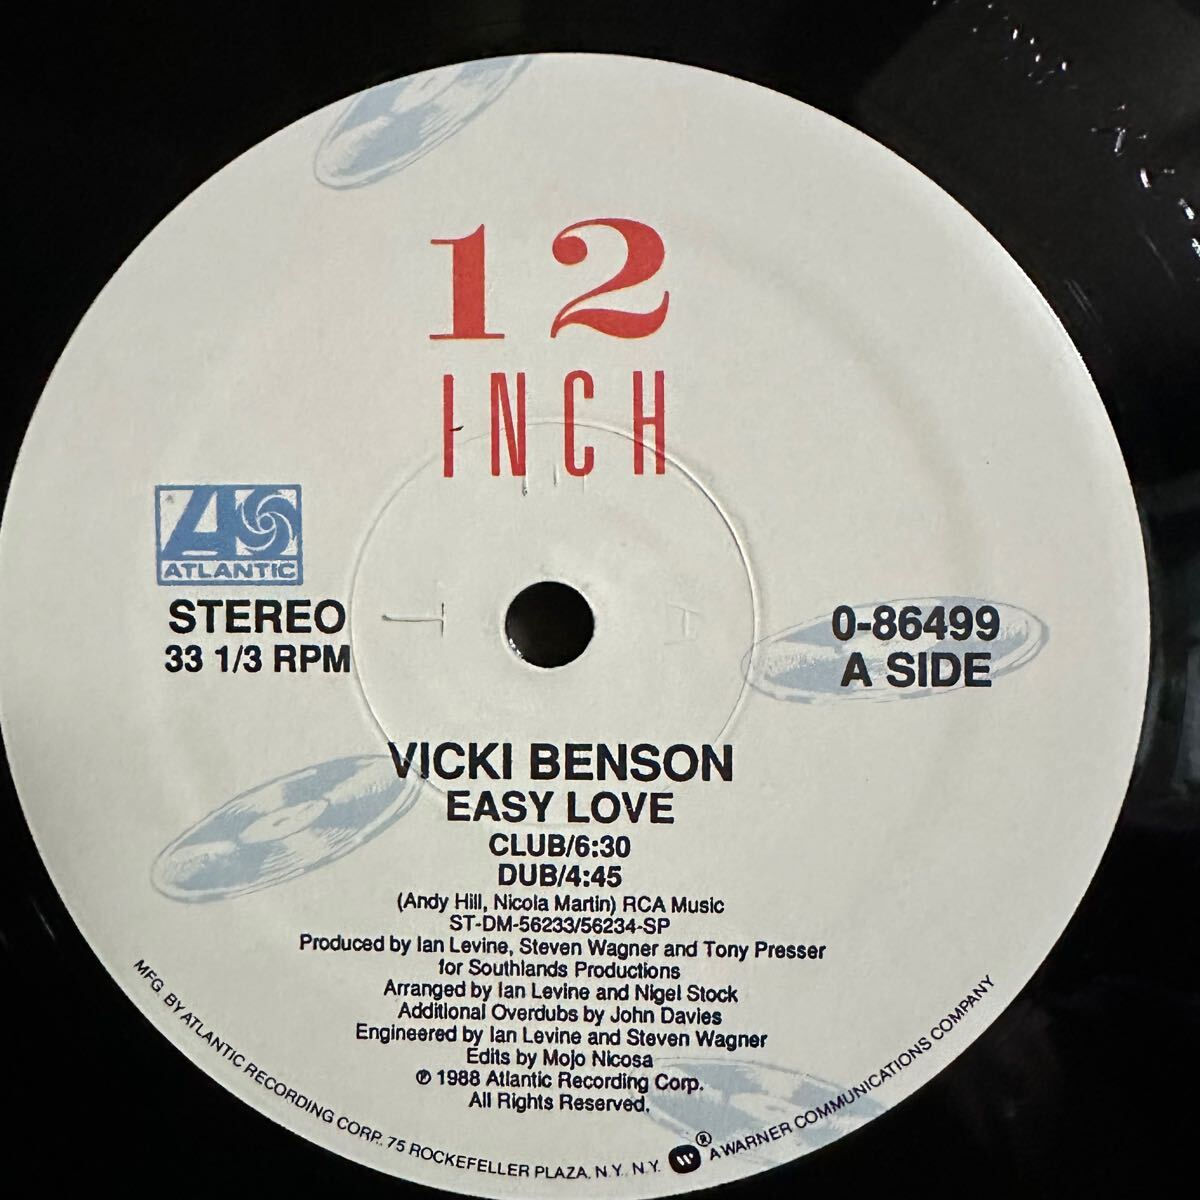 12
INCH
ATLANTIC
STEREO
33 1/3 RPM
0-86499
A SIDE
VICKI BENSON
EASY LOVE
CLUB/6:30
DUB/4:45
(Andy Hill, Nicola Martin) RCA Music
ST-DM-56233/56234-SP
Produced by Ian Levine, Steven Wagner and Tony Presser
for Southlands Productions
Arranged by Ian Levine and Nigel Stock
Additional Overdubs by John Davies
Engineered by Ian Levine and Steven Wagner
Edits by Mojo Nicosa
℗ 1988 Atlantic Recording Corp.
All Rights Reserved.
MFG. BY ATLANTIC RECORDING CORP. 75 ROCKEFELLER PLAZA, N.Y. N.Y. ® A WARNER COMMUNICATIONS COMPANY